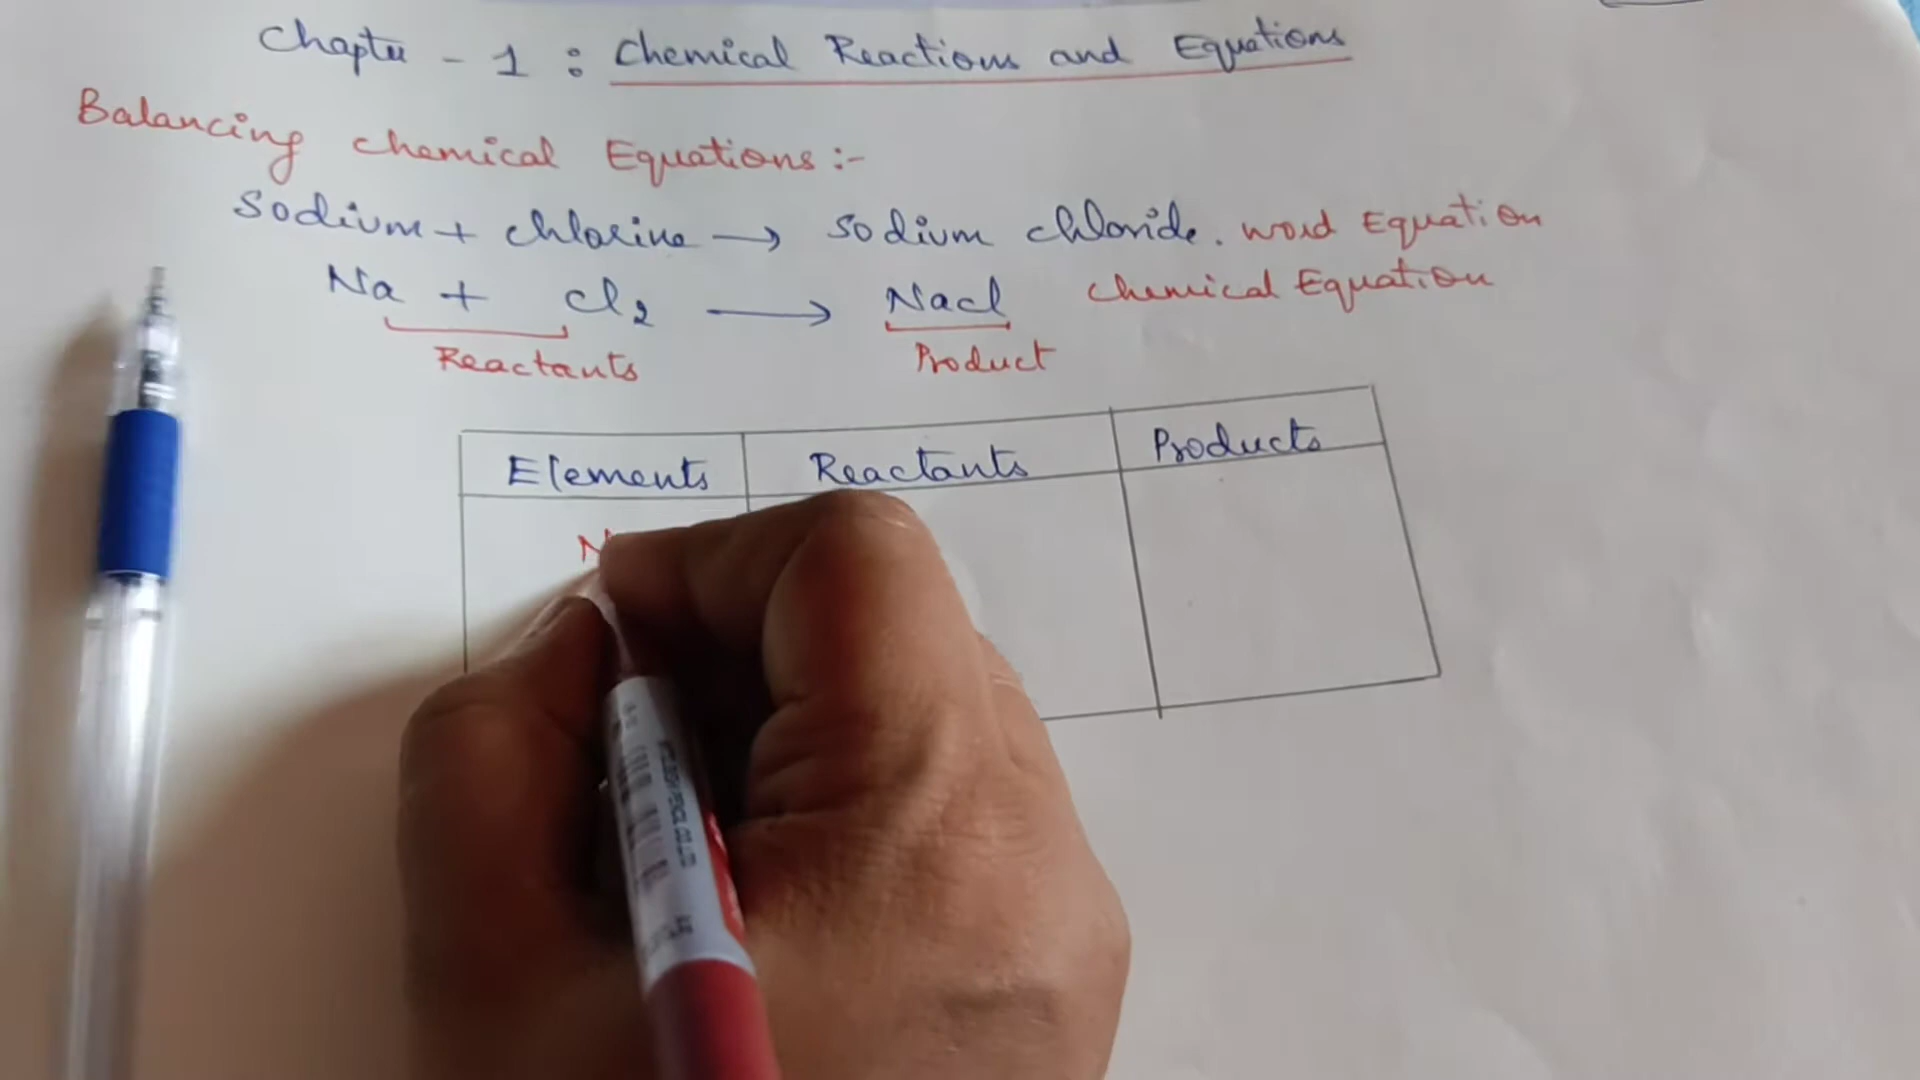 Chapter - 1 : Chemical Reactions and Equations
Balancing chemical Equations :-
Sodium + chlorine → sodium chloride. word Equation
Na + Cl₂ → Nacl chemical Equation
Reactants Product
Elements Reactants Products
N